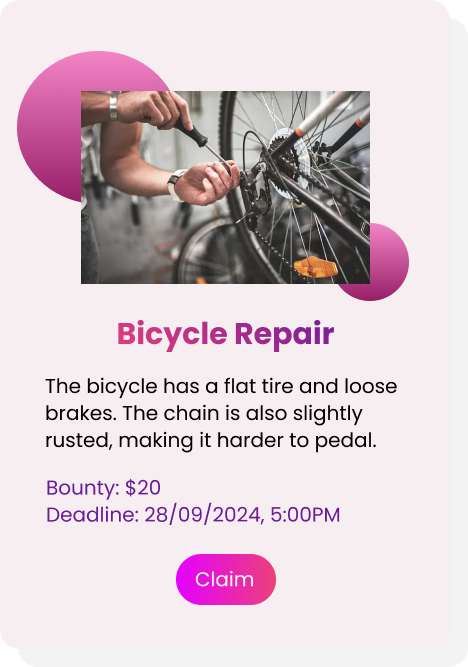 Bicycle Repair
The bicycle has a flat tire and loose
brakes. The chain is also slightly
rusted, making it harder to pedal.
Bounty: $20
Deadline: 28/09/2024, 5:00PM
Claim